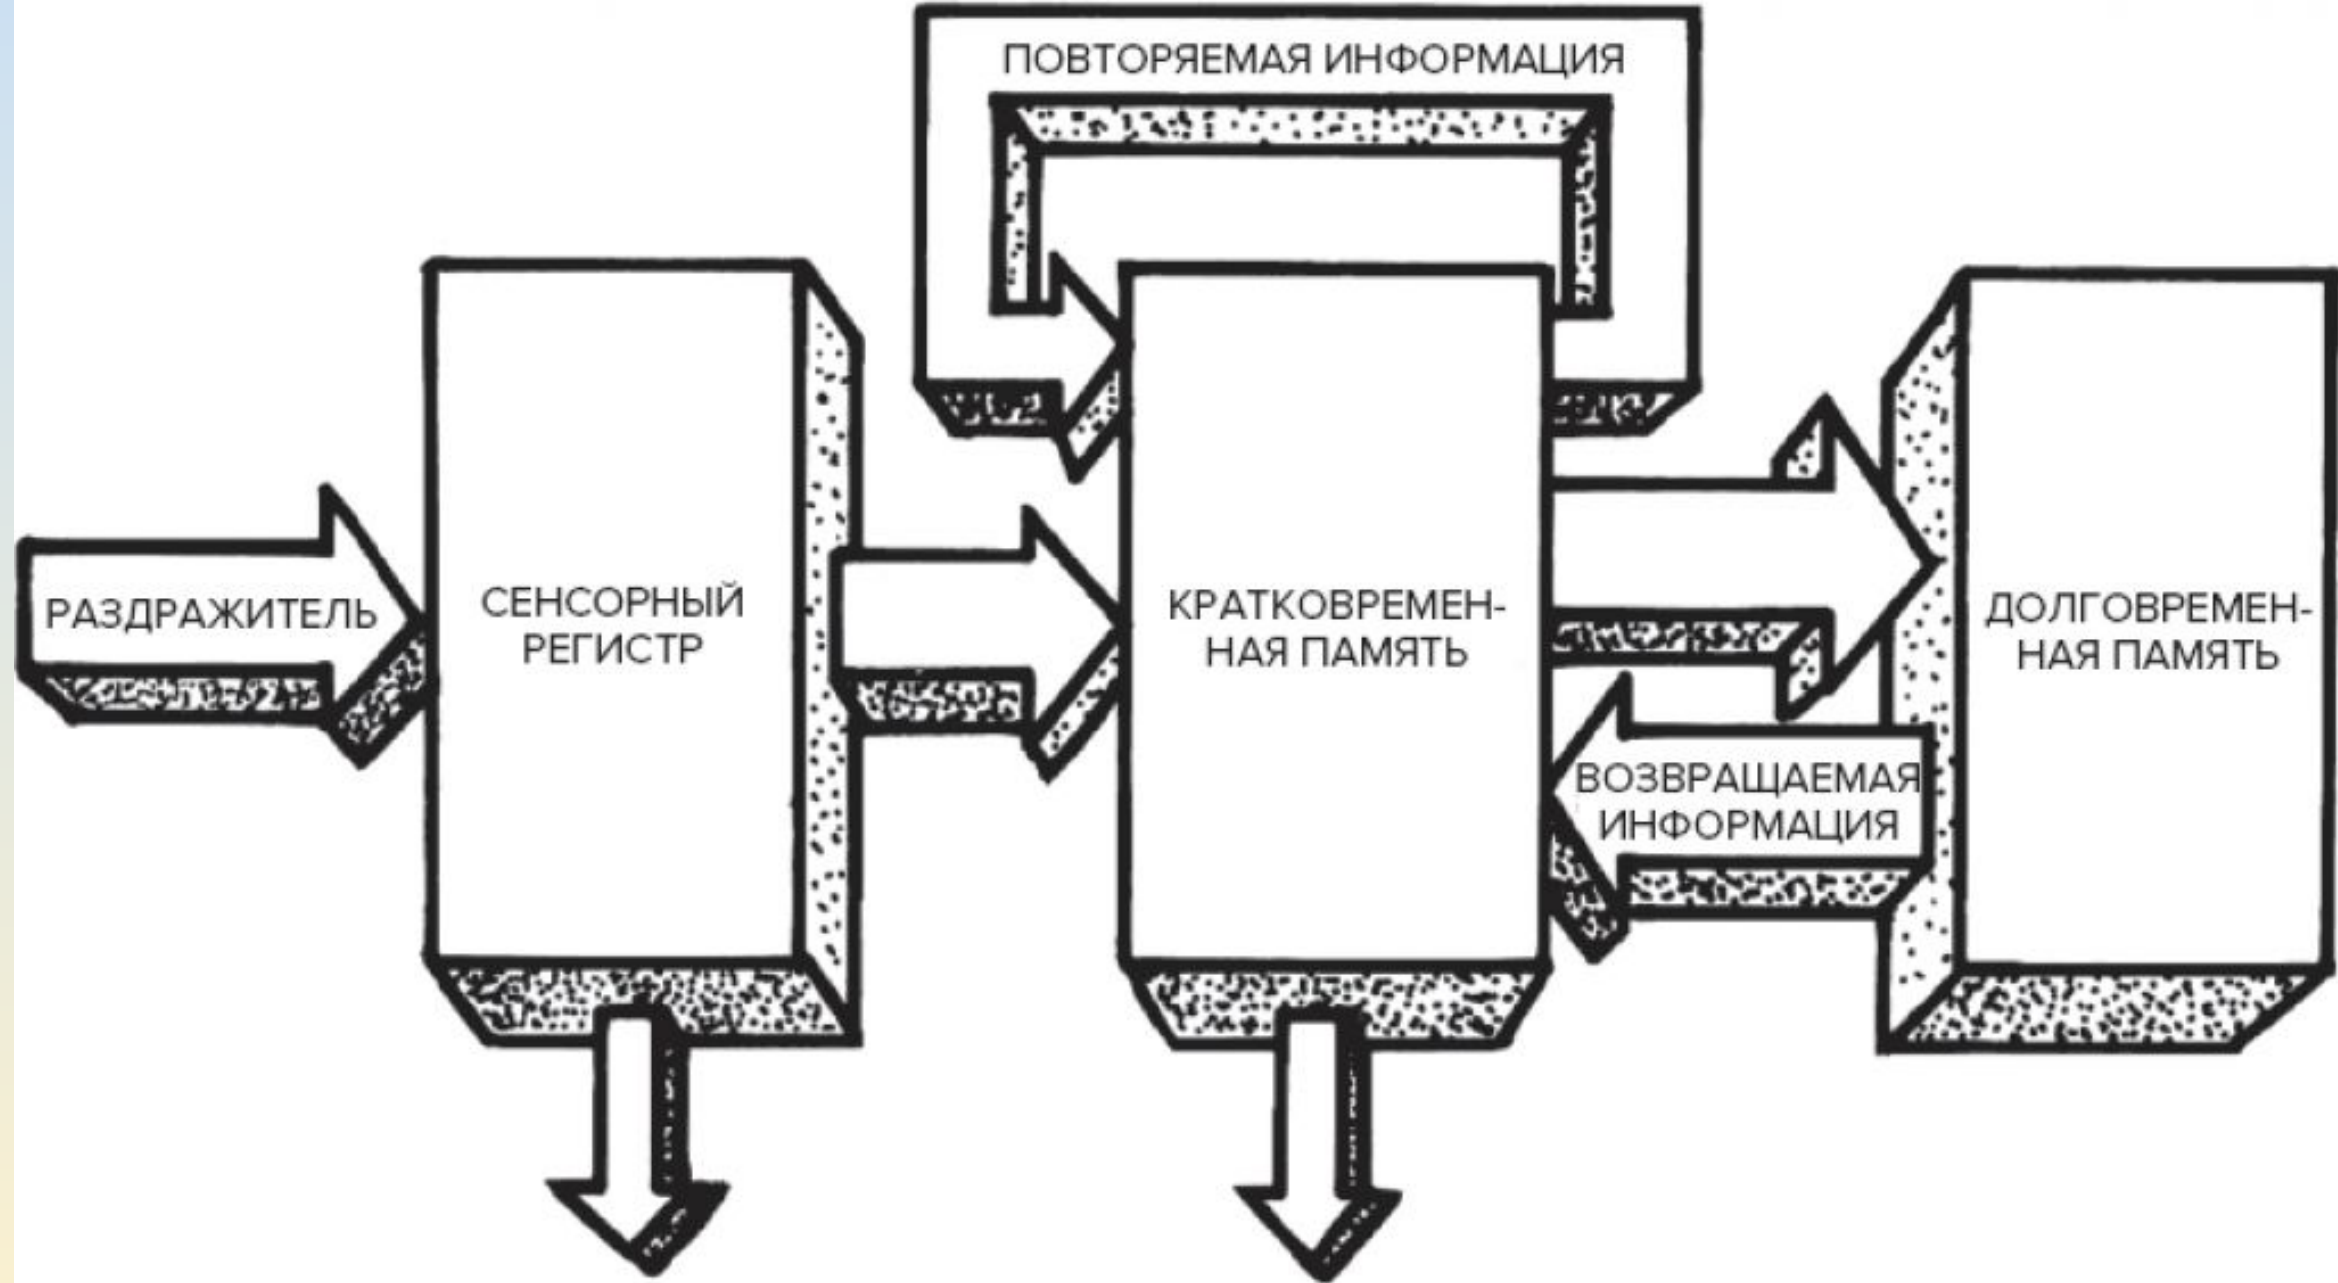 ПОВТОРЯЕМАЯ ИНФОРМАЦИЯ
РАЗДРАЖИТЕЛЬ
СЕНСОРНЫЙ
РЕГИСТР
КРАТКОВРЕМЕН-
НАЯ ПАМЯТЬ
ДОЛГОВРЕМЕН-
НАЯ ПАМЯТЬ
ВОЗВРАЩАЕМАЯ
ИНФОРМАЦИЯ